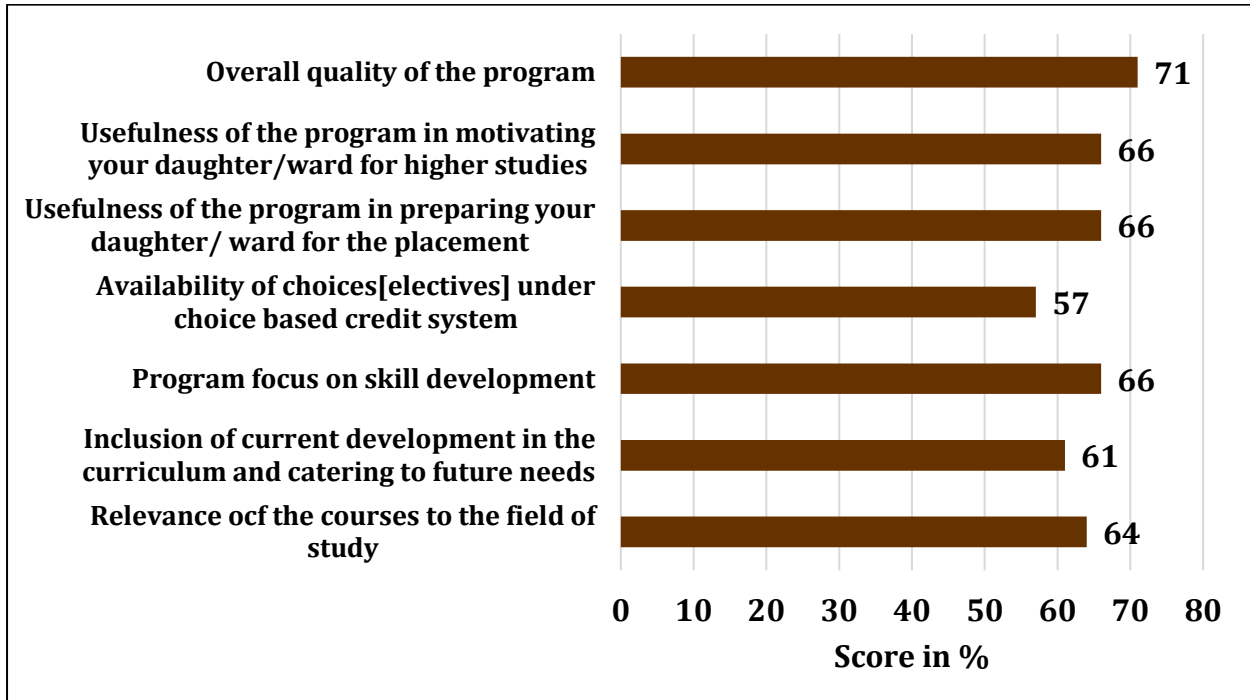 Overall quality of the program
71
Usefulness of the program in motivating
your daughter/ward for higher studies
66
Usefulness of the program in preparing your
daughter/ ward for the placement
66
Availability of choices[electives] under
choice based credit system
57
Program focus on skill development
66
Inclusion of current development in the
curriculum and catering to future needs
61
Relevance ocf the courses to the field of
study
64
0 10 20 30 40 50 60 70 80
Score in %